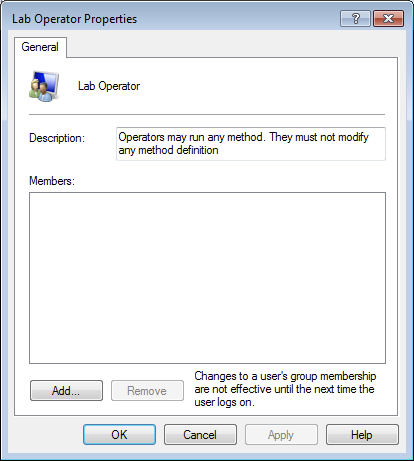 Lab Operator Properties
General
Lab Operator
Description:
Operators may run any method. They must not modify
any method definition
Members:
Add...
Remove
Changes to a user's group membership
are not effective until the next time the
user logs on.
OK
Cancel
Apply
Help